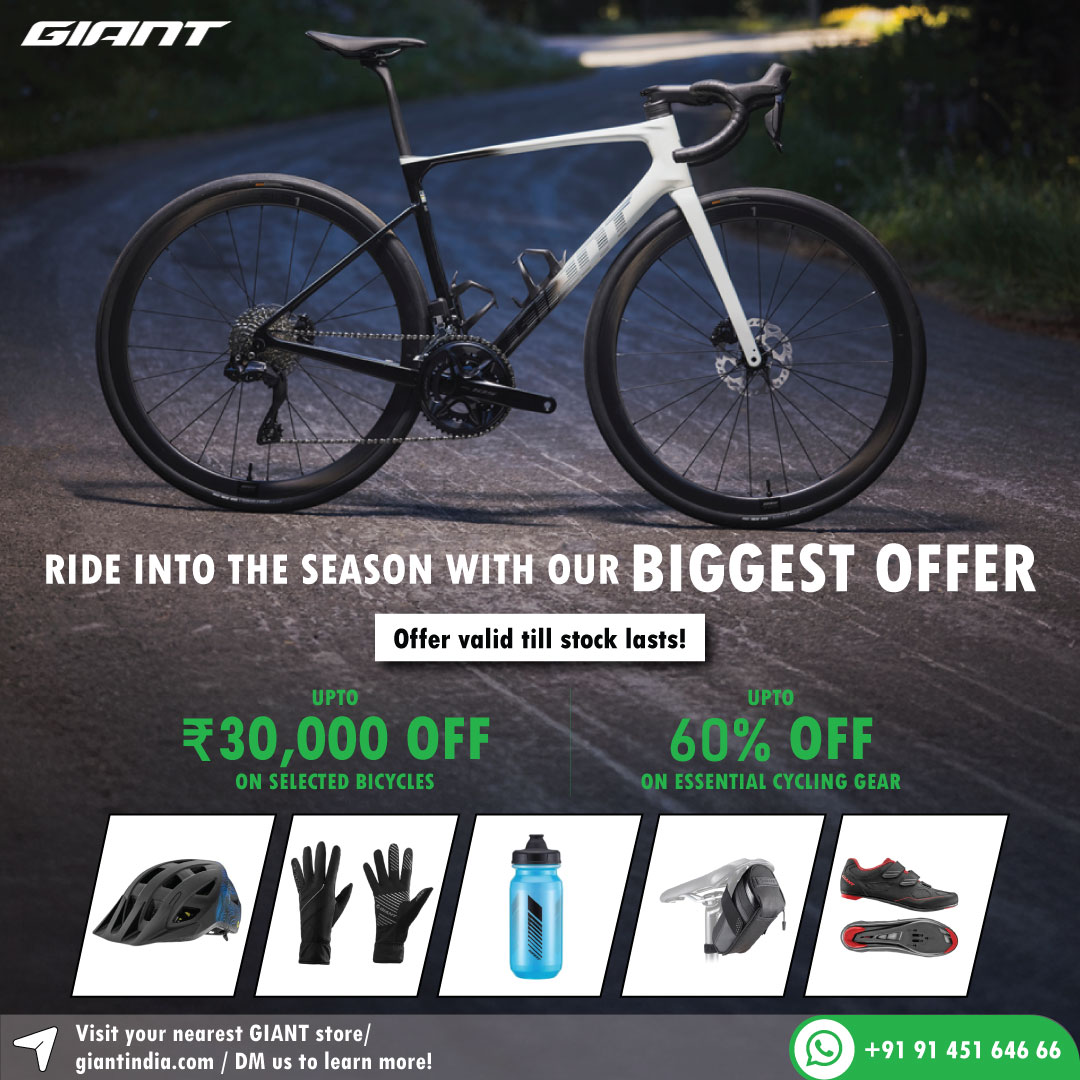 GIANT
RIDE INTO THE SEASON WITH OUR BIGGEST OFFER
Offer valid till stock lasts!
UPTO
₹30,000 OFF
ON SELECTED BICYCLES
UPTO
60% OFF
ON ESSENTIAL CYCLING GEAR
Visit your nearest GIANT store/
giantindia.com / DM us to learn more!
+91 91 451 646 66